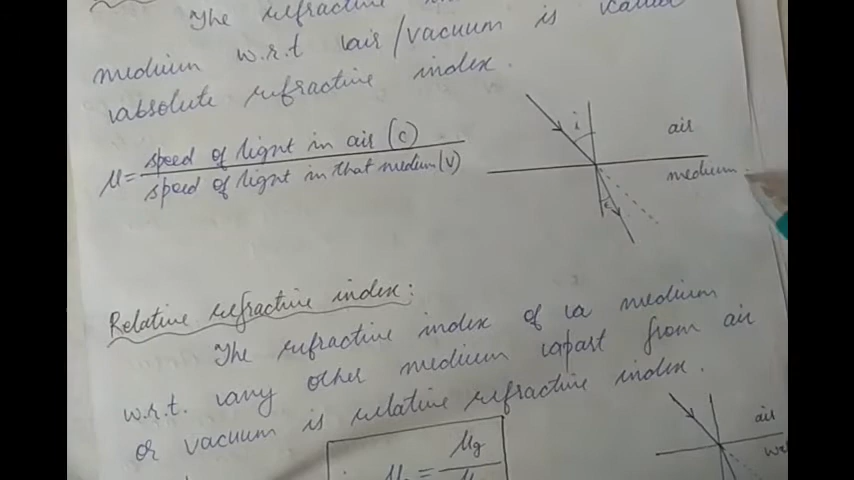 The refractive
medium w.r.t air/vacuum is called
absolute refractive index.
μ = speed of light in air (c)
speed of light in that medium (v)
i
air
medium
r
Relative refractive index:
The refractive index of a medium
w.r.t. any other medium apart from air
or vacuum is relative refractive index.
air
μg
μ =